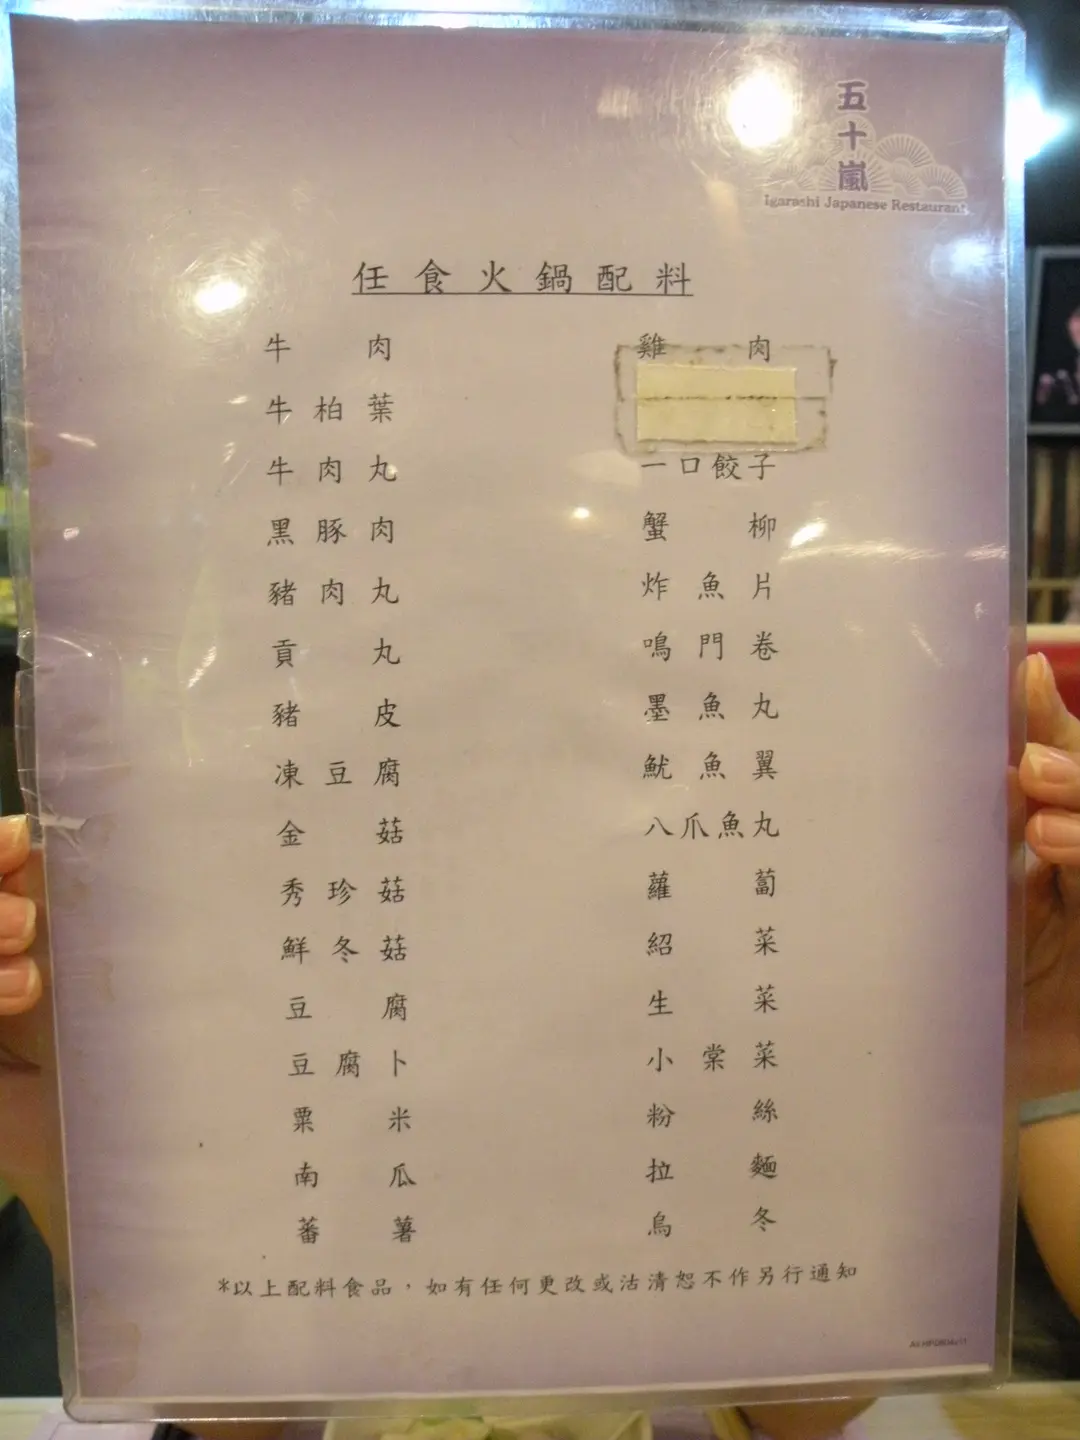 五十嵐
Igarashi Japanese Restaurant
任食火鍋配料
牛肉
牛柏葉
牛肉丸
黑豚肉
豬肉丸
貢丸
豬皮
凍豆腐
金菇
秀珍菇
鮮冬菇
豆腐
豆腐卜
粟米
南瓜
蕃薯
雞肉
一口餃子
蟹柳
炸魚片
鳴門卷
墨魚丸
魷魚翼
八爪魚丸
蘿蔔
紹菜
生菜
小棠菜
粉絲
拉麵
烏冬
*以上配料食品，如有任何更改或沽清恕不作另行通知